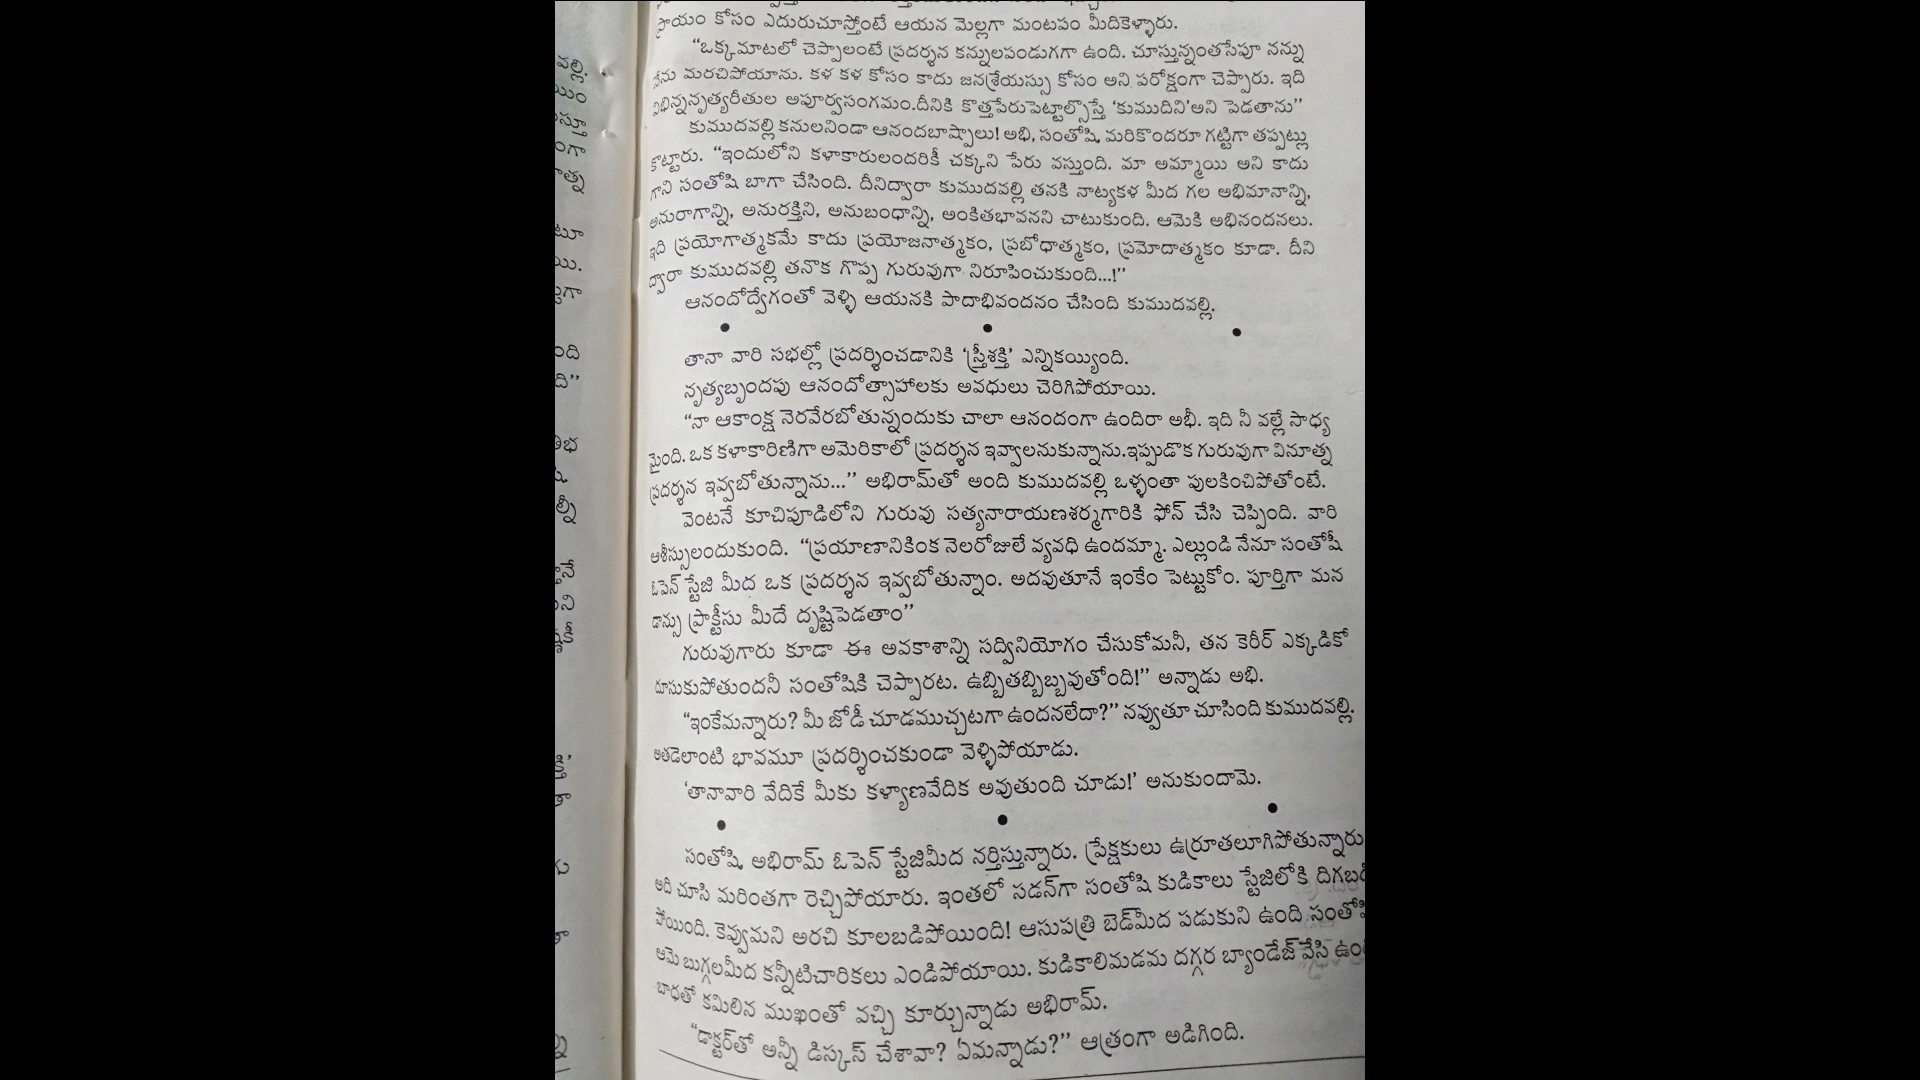 ప్రాయం కోసం ఎదురుచూస్తోంటే ఆయన మెల్లగా మంటపం మీదికెళ్ళారు.
“ఒక్కమాటలో చెప్పాలంటే ప్రదర్శన కన్నులపండుగగా ఉంది. చూస్తున్నంతసేపూ నన్ను
నేను మరచిపోయాను. కళ కళ కోసం కాదు జనశ్రేయస్సు కోసం అని పరోక్షంగా చెప్పారు. ఇది
విభిన్ననృత్యరీతుల అపూర్వసంగమం.దీనికి కొత్తపేరుపెట్టాల్సొస్తే ‘కుముదిని’అని పెడతాను”
కుముదవల్లి కనులనిండా ఆనందబాష్పాలు! అభి, సంతోషి, మరికొందరూ గట్టిగా తప్పట్లు
కొట్టారు. “ఇందులోని కళాకారులందరికీ చక్కని పేరు వస్తుంది. మా అమ్మాయి అని కాదు
గాని సంతోషి బాగా చేసింది. దీనిద్వారా కుముదవల్లి తనకి నాట్యకళ మీద గల అభిమానాన్ని,
అనురాగాన్ని, అనురక్తిని, అనుబంధాన్ని, అంకితభావనని చాటుకుంది. ఆమెకి అభినందనలు.
ఇది ప్రయోగాత్మకమే కాదు ప్రయోజనాత్మకం, ప్రబోధాత్మకం, ప్రమోదాత్మకం కూడా. దీని
ద్వారా కుముదవల్లి తనొక గొప్ప గురువుగా నిరూపించుకుంది...!”
ఆనందోద్వేగంతో వెళ్ళి ఆయనకి పాదాభివందనం చేసింది కుముదవల్లి.
• • •
తానా వారి సభల్లో ప్రదర్శించడానికి ‘స్త్రీశక్తి’ ఎన్నికయ్యింది.
నృత్యబృందపు ఆనందోత్సాహాలకు అవధులు చెరిగిపోయాయి.
“నా ఆకాంక్ష నెరవేరబోతున్నందుకు చాలా ఆనందంగా ఉందిరా అభీ. ఇది నీ వల్లే సాధ్య
మైంది. ఒక కళాకారిణిగా అమెరికాలో ప్రదర్శన ఇవ్వాలనుకున్నాను.ఇప్పుడొక గురువుగా వినూత్న
ప్రదర్శన ఇవ్వబోతున్నాను...” అభిరామ్‌తో అంది కుముదవల్లి ఒళ్ళంతా పులకించిపోతోంటే.
వెంటనే కూచిపూడిలోని గురువు సత్యనారాయణశర్మగారికి ఫోన్ చేసి చెప్పింది. వారి
ఆశీస్సులందుకుంది. “ప్రయాణానికింక నెలరోజులే వ్యవధి ఉందమ్మా. ఎల్లుండి నేనూ సంతోషీ
ఓపెన్ స్టేజి మీద ఒక ప్రదర్శన ఇవ్వబోతున్నాం. అదవుతూనే ఇంకేం పెట్టుకోం. పూర్తిగా మన
డాన్సు ప్రాక్టీసు మీదే దృష్టిపెడతాం”
గురువుగారు కూడా ఈ అవకాశాన్ని సద్వినియోగం చేసుకోమనీ, తన కెరీర్ ఎక్కడికో
దూసుకుపోతుందనీ సంతోషికి చెప్పారట. ఉబ్బితబ్బిబ్బవుతోంది!” అన్నాడు అభి.
“ఇంకేమన్నారు? మీ జోడీ చూడముచ్చటగా ఉందనలేదా?” నవ్వుతూ చూసింది కుముదవల్లి.
అతడెలాంటి భావమూ ప్రదర్శించకుండా వెళ్ళిపోయాడు.
‘తానావారి వేదికే మీకు కళ్యాణవేదిక అవుతుంది చూడు!’ అనుకుందామె.
• • •
సంతోషి, అభిరామ్ ఓపెన్ స్టేజిమీద నర్తిస్తున్నారు. ప్రేక్షకులు ఉర్రూతలూగిపోతున్నారు
అది చూసి మరింతగా రెచ్చిపోయారు. ఇంతలో సడన్‌గా సంతోషి కుడికాలు స్టేజిలోకి దిగబడి
పోయింది. కెవ్వుమని అరచి కూలబడిపోయింది! ఆసుపత్రి బెడ్‌మీద పడుకుని ఉంది సంతోషి
ఆమె బుగ్గలమీద కన్నీటిచారికలు ఎండిపోయాయి. కుడికాలిమడమ దగ్గర బ్యాండేజ్ వేసి ఉంది
బాధతో కమిలిన ముఖంతో వచ్చి కూర్చున్నాడు అభిరామ్.
“డాక్టర్‌తో అన్నీ డిస్కస్ చేశావా? ఏమన్నాడు?” ఆత్రంగా అడిగింది.